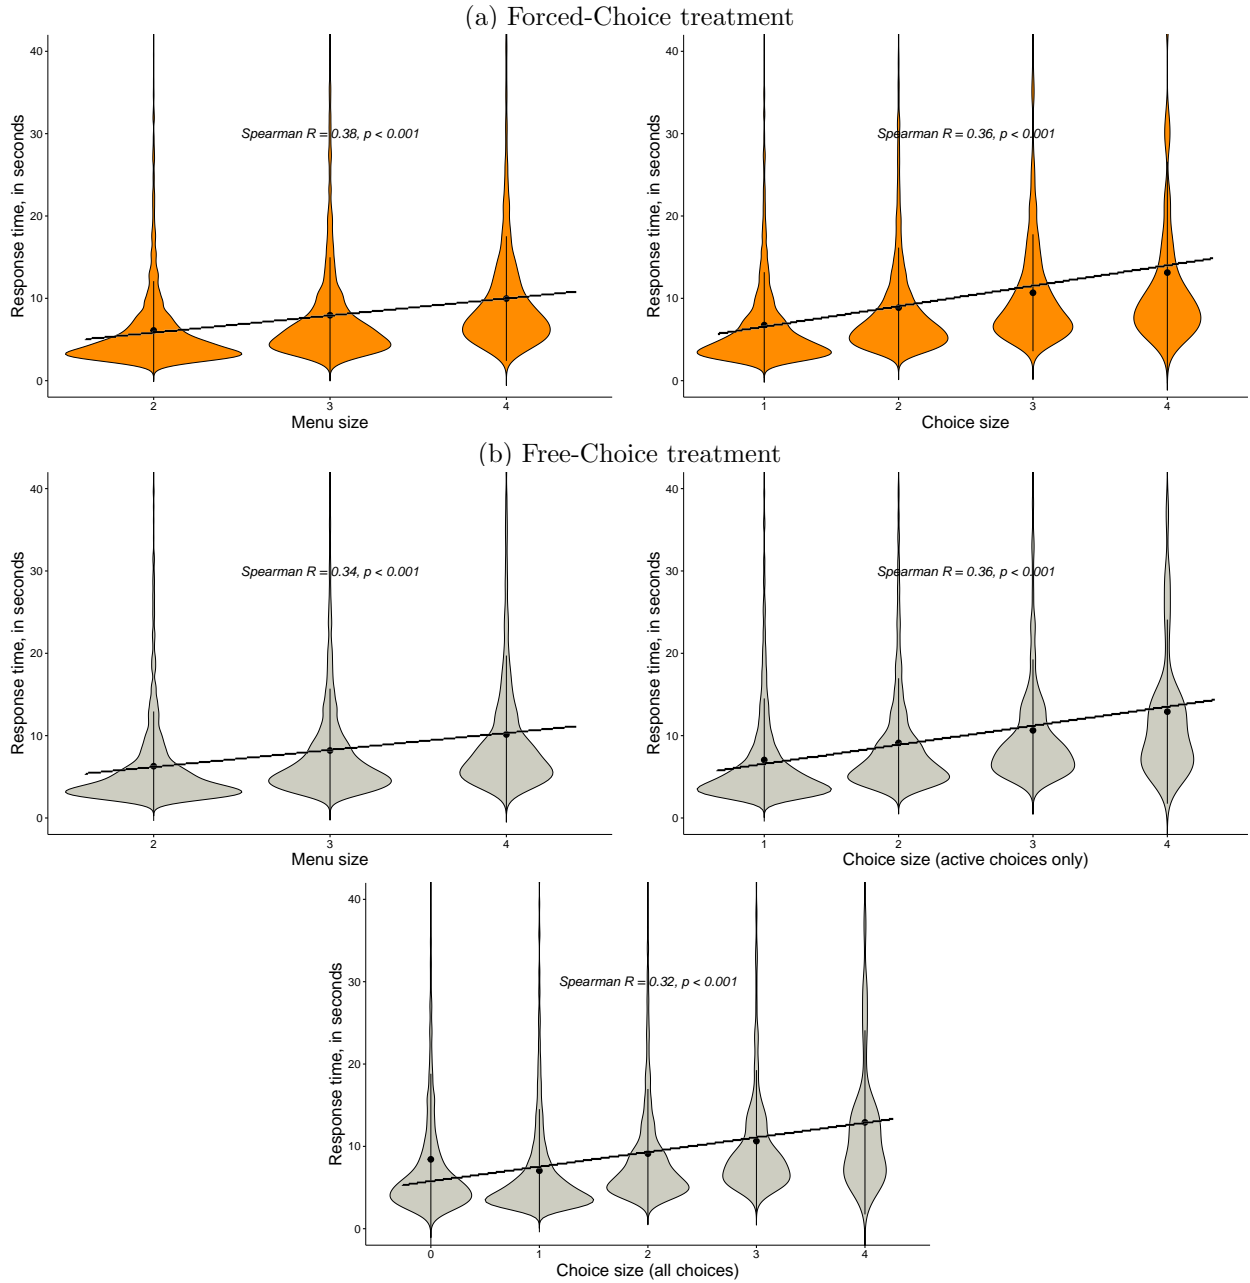 (a) Forced-Choice treatment
Response time, in seconds
40
30
20
10
0
Spearman R = 0.38, p < 0.001
2 3 4
Menu size
Response time, in seconds
40
30
20
10
0
Spearman R = 0.36, p < 0.001
1 2 3 4
Choice size
(b) Free-Choice treatment
Response time, in seconds
40
30
20
10
0
Spearman R = 0.34, p < 0.001
2 3 4
Menu size
Response time, in seconds
40
30
20
10
0
Spearman R = 0.36, p < 0.001
1 2 3 4
Choice size (active choices only)
Response time, in seconds
40
30
20
10
0
Spearman R = 0.32, p < 0.001
0 1 2 3 4
Choice size (all choices)